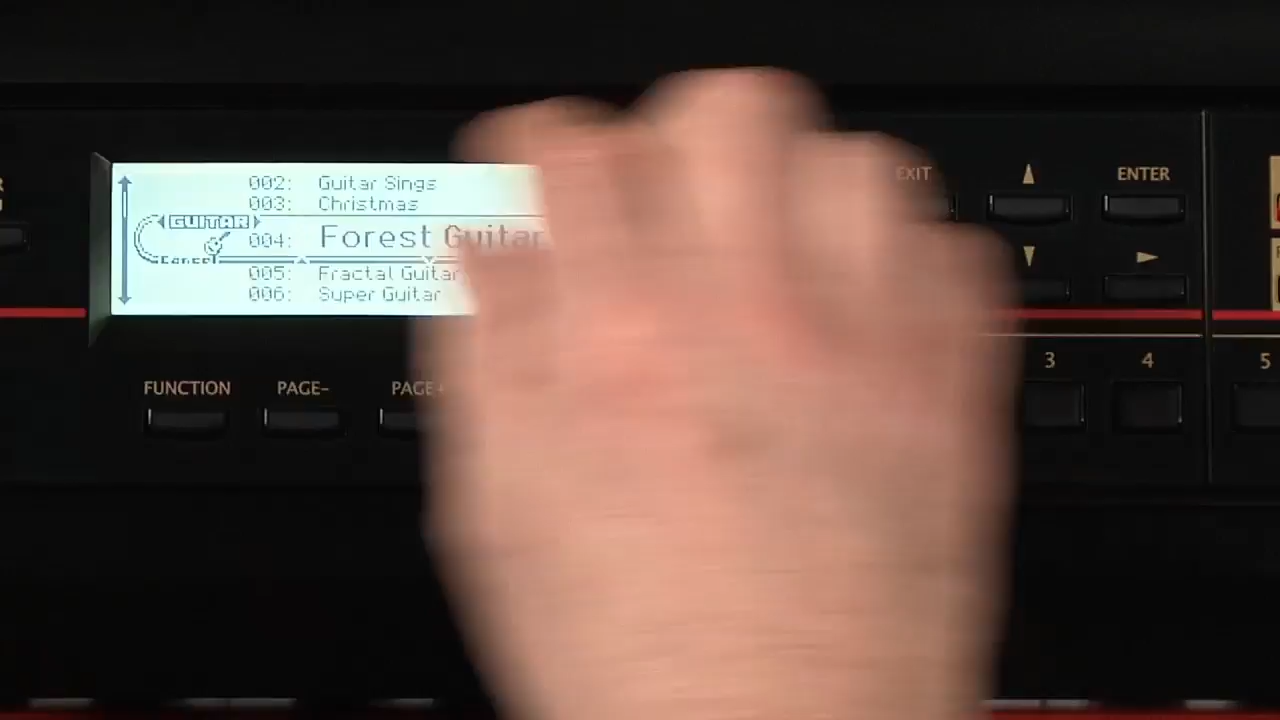 002: Guitar Sings
003: Christmas
GUITAR
004: Forest Guitar
Cancel
005: Fractal Guitar
006: Super Guitar
EXIT
ENTER
FUNCTION
PAGE-
PAGE+
3
4
5